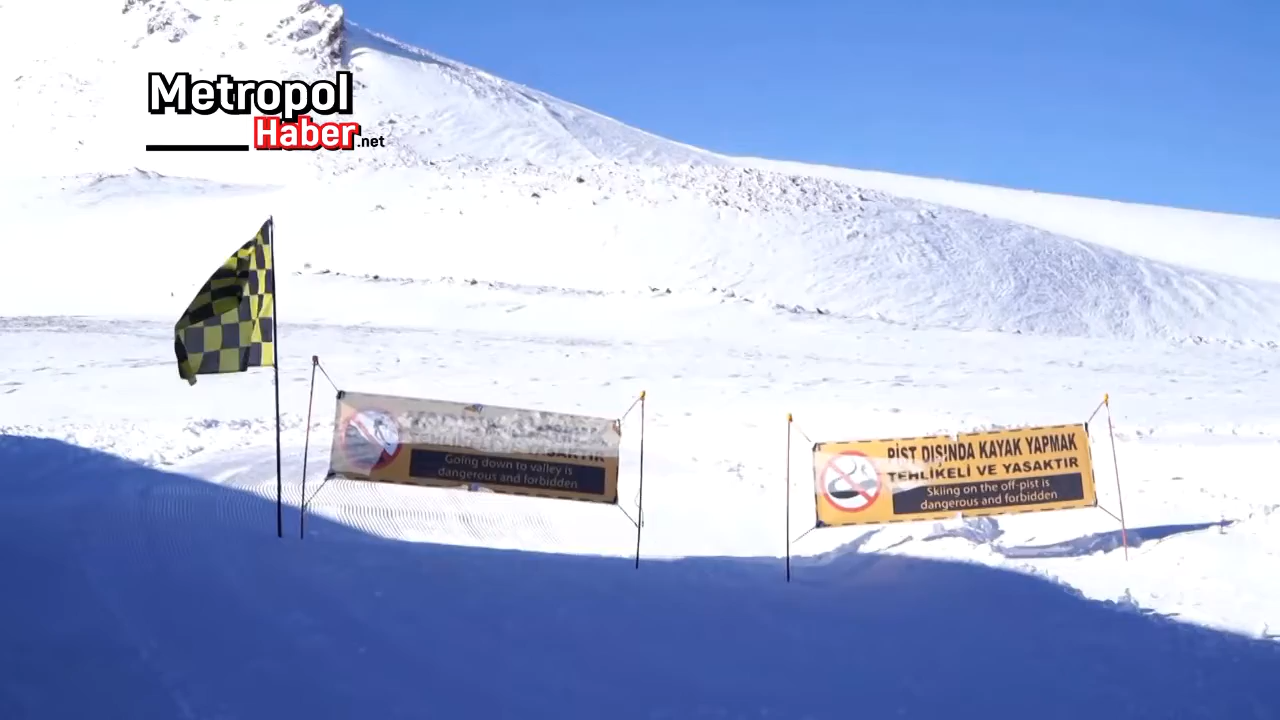 Metropol
Haber.net
YASAKTIR
Going down to valley is
dangerous and forbidden
PİST DIŞINDA KAYAK YAPMAK
TEHLİKELİ VE YASAKTIR
Skiing on the off-pist is
dangerous and forbidden